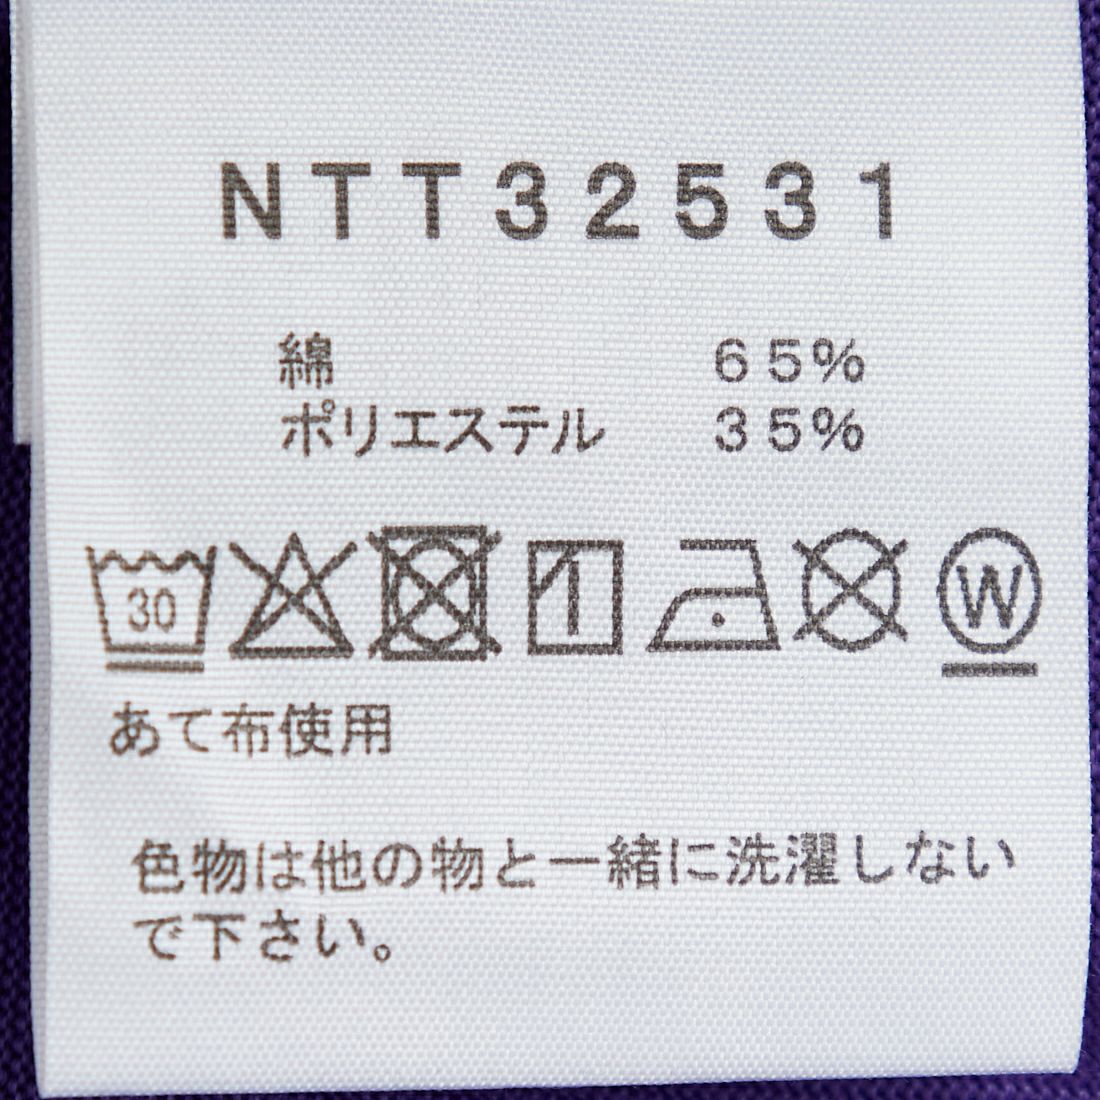 NTT32531
綿 65%
ポリエステル 35%
30 W
あて布使用
色物は他の物と一緒に洗濯しない
で下さい。